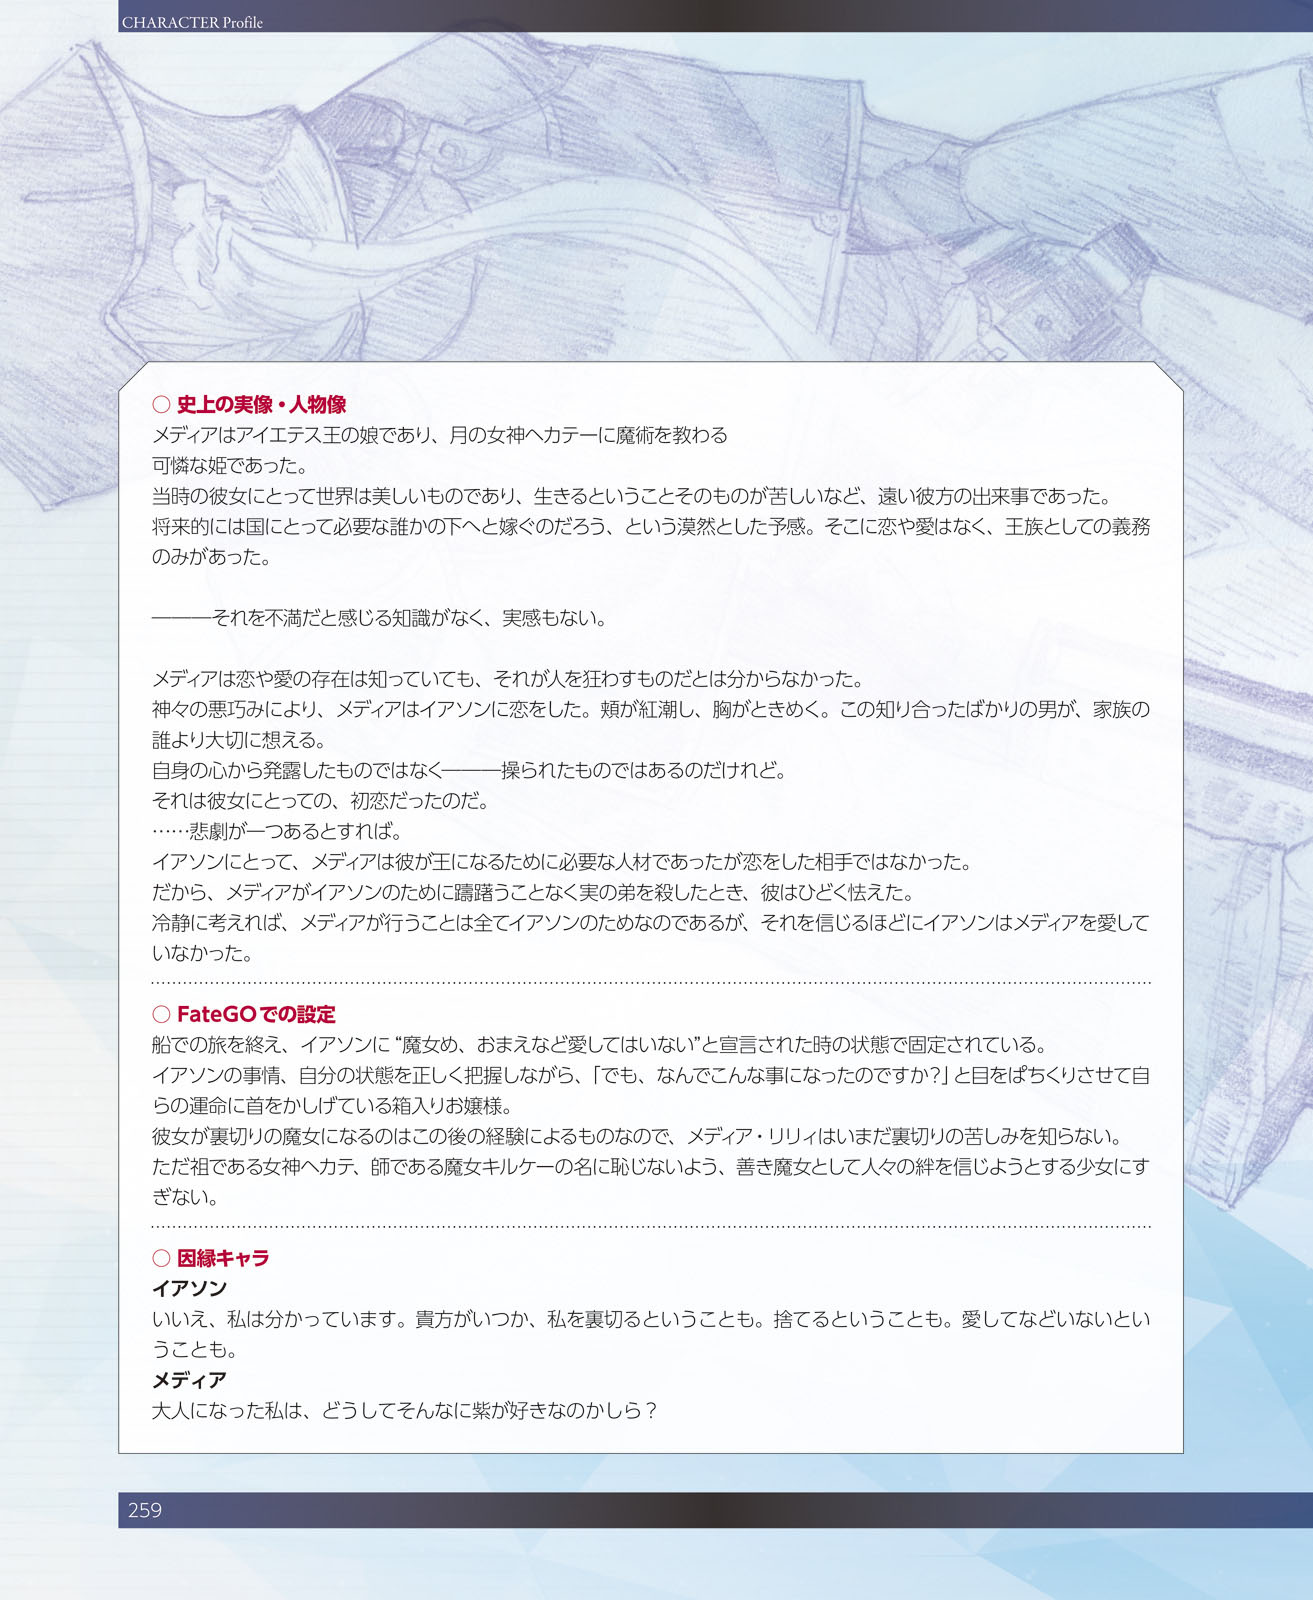 CHARACTER Profile
○ 史上の実像・人物像
メディアはアイエテス王の娘であり、月の女神ヘカテーに魔術を教わる
可憐な姫であった。
当時の彼女にとって世界は美しいものであり、生きるということそのものが苦しいなど、遠い彼方の出来事であった。
将来的には国にとって必要な誰かの下へと嫁ぐのだろう、という漠然とした予感。そこに恋や愛はなく、王族としての義務
のみがあった。
―――それを不満だと感じる知識がなく、実感もない。
メディアは恋や愛の存在は知っていても、それが人を狂わすものだとは分からなかった。
神々の悪巧みにより、メディアはイアソンに恋をした。頬が紅潮し、胸がときめく。この知り合ったばかりの男が、家族の
誰より大切に想える。
自身の心から発露したものではなく―――操られたものではあるのだけれど。
それは彼女にとっての、初恋だったのだ。
……悲劇が一つあるとすれば。
イアソンにとって、メディアは彼が王になるために必要な人材であったが恋をした相手ではなかった。
だから、メディアがイアソンのために躊躇うことなく実の弟を殺したとき、彼はひどく怯えた。
冷静に考えれば、メディアが行うことは全てイアソンのためなのであるが、それを信じるほどにイアソンはメディアを愛して
いなかった。
○ FateGOでの設定
船での旅を終え、イアソンに“魔女め、おまえなど愛してはいない”と宣言された時の状態で固定されている。
イアソンの事情、自分の状態を正しく把握しながら、「でも、なんでこんな事になったのですか?」と目をぱちくりさせて自
らの運命に首をかしげている箱入りお嬢様。
彼女が裏切りの魔女になるのはこの後の経験によるものなので、メディア・リリィはいまだ裏切りの苦しみを知らない。
ただ祖である女神ヘカテ、師である魔女キルケーの名に恥じないよう、善き魔女として人々の絆を信じようとする少女にす
ぎない。
○ 因縁キャラ
イアソン
いいえ、私は分かっています。貴方がいつか、私を裏切るということも。捨てるということも。愛してなどいないとい
うことも。
メディア
大人になった私は、どうしてそんなに紫が好きなのかしら？
259